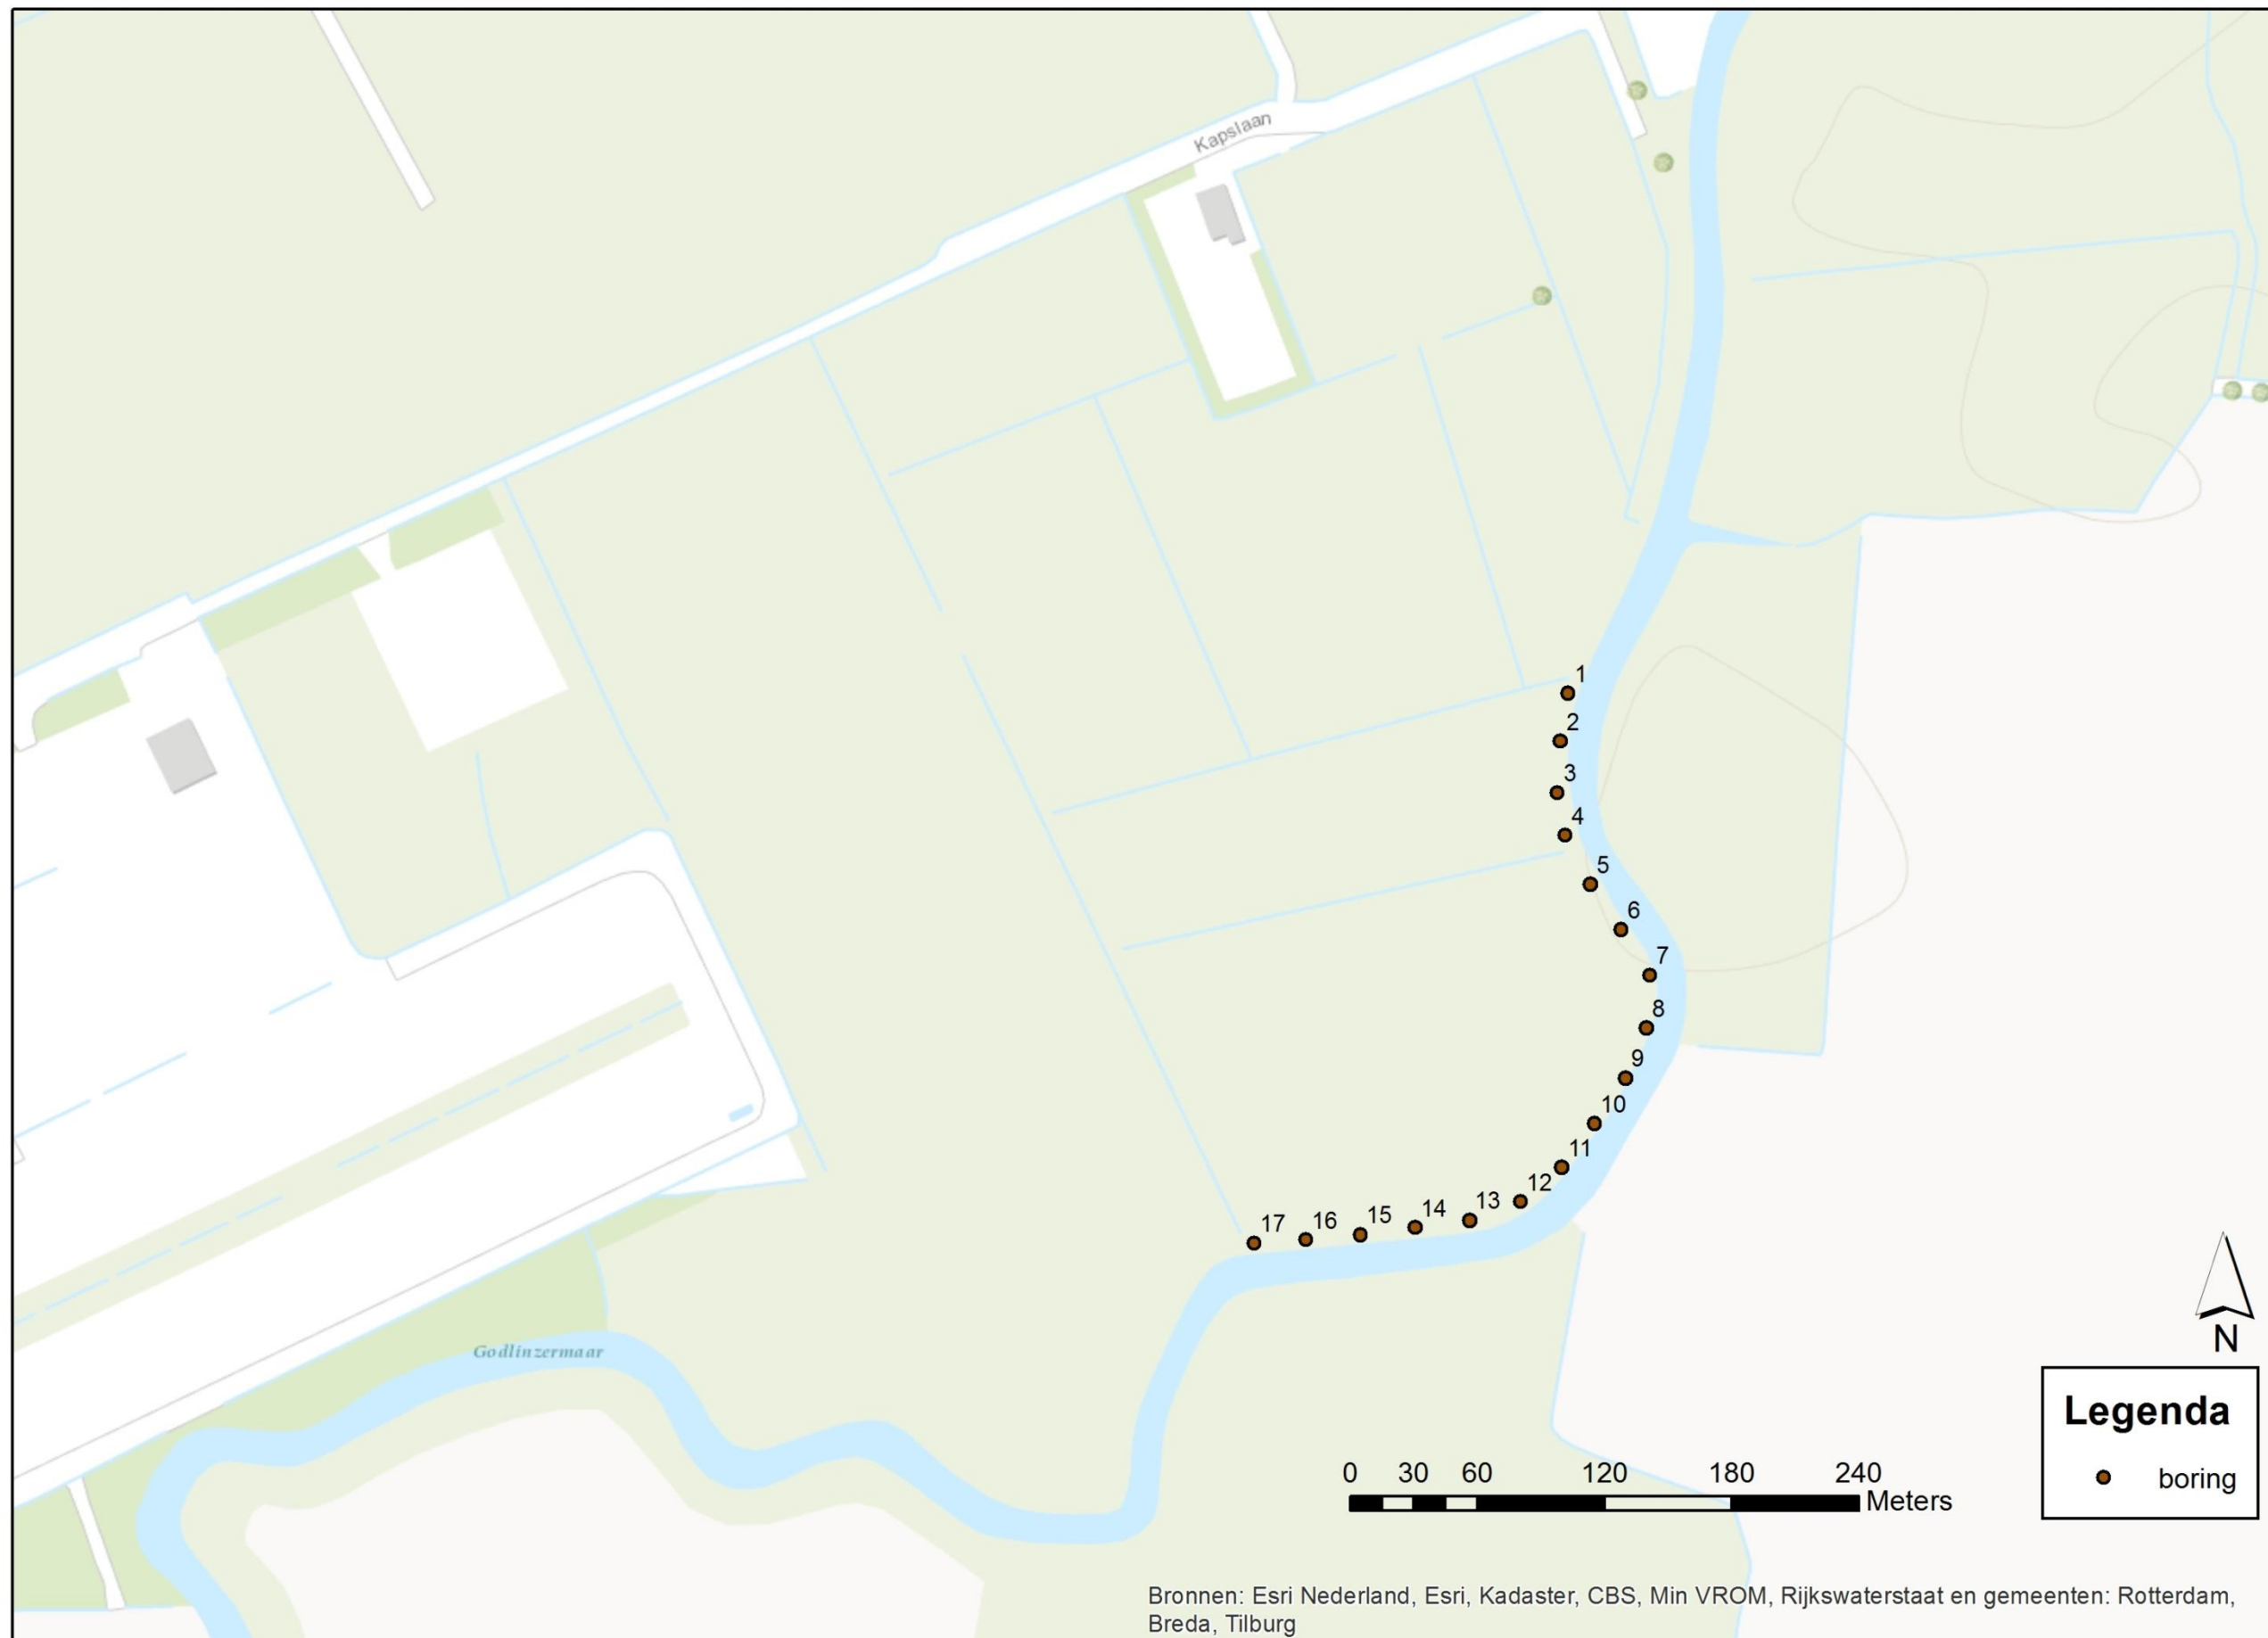 Kapslaan
1
2
3
4
5
6
7
8
9
10
11
12
13
14
15
16
17
Godlinzermaar
N
Legenda
boring
0 30 60 120 180 240
Meters
Bronnen: Esri Nederland, Esri, Kadaster, CBS, Min VROM, Rijkswaterstaat en gemeenten: Rotterdam,
Breda, Tilburg